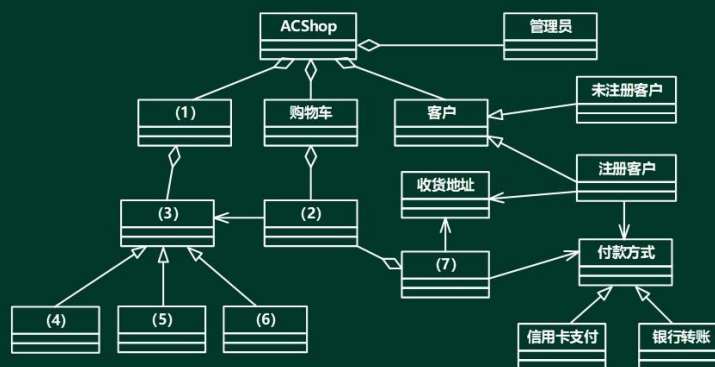 ACShop
管理员
(1)
购物车
客户
未注册客户
收货地址
注册客户
(3)
(2)
(7)
付款方式
(4)
(5)
(6)
信用卡支付
银行转账